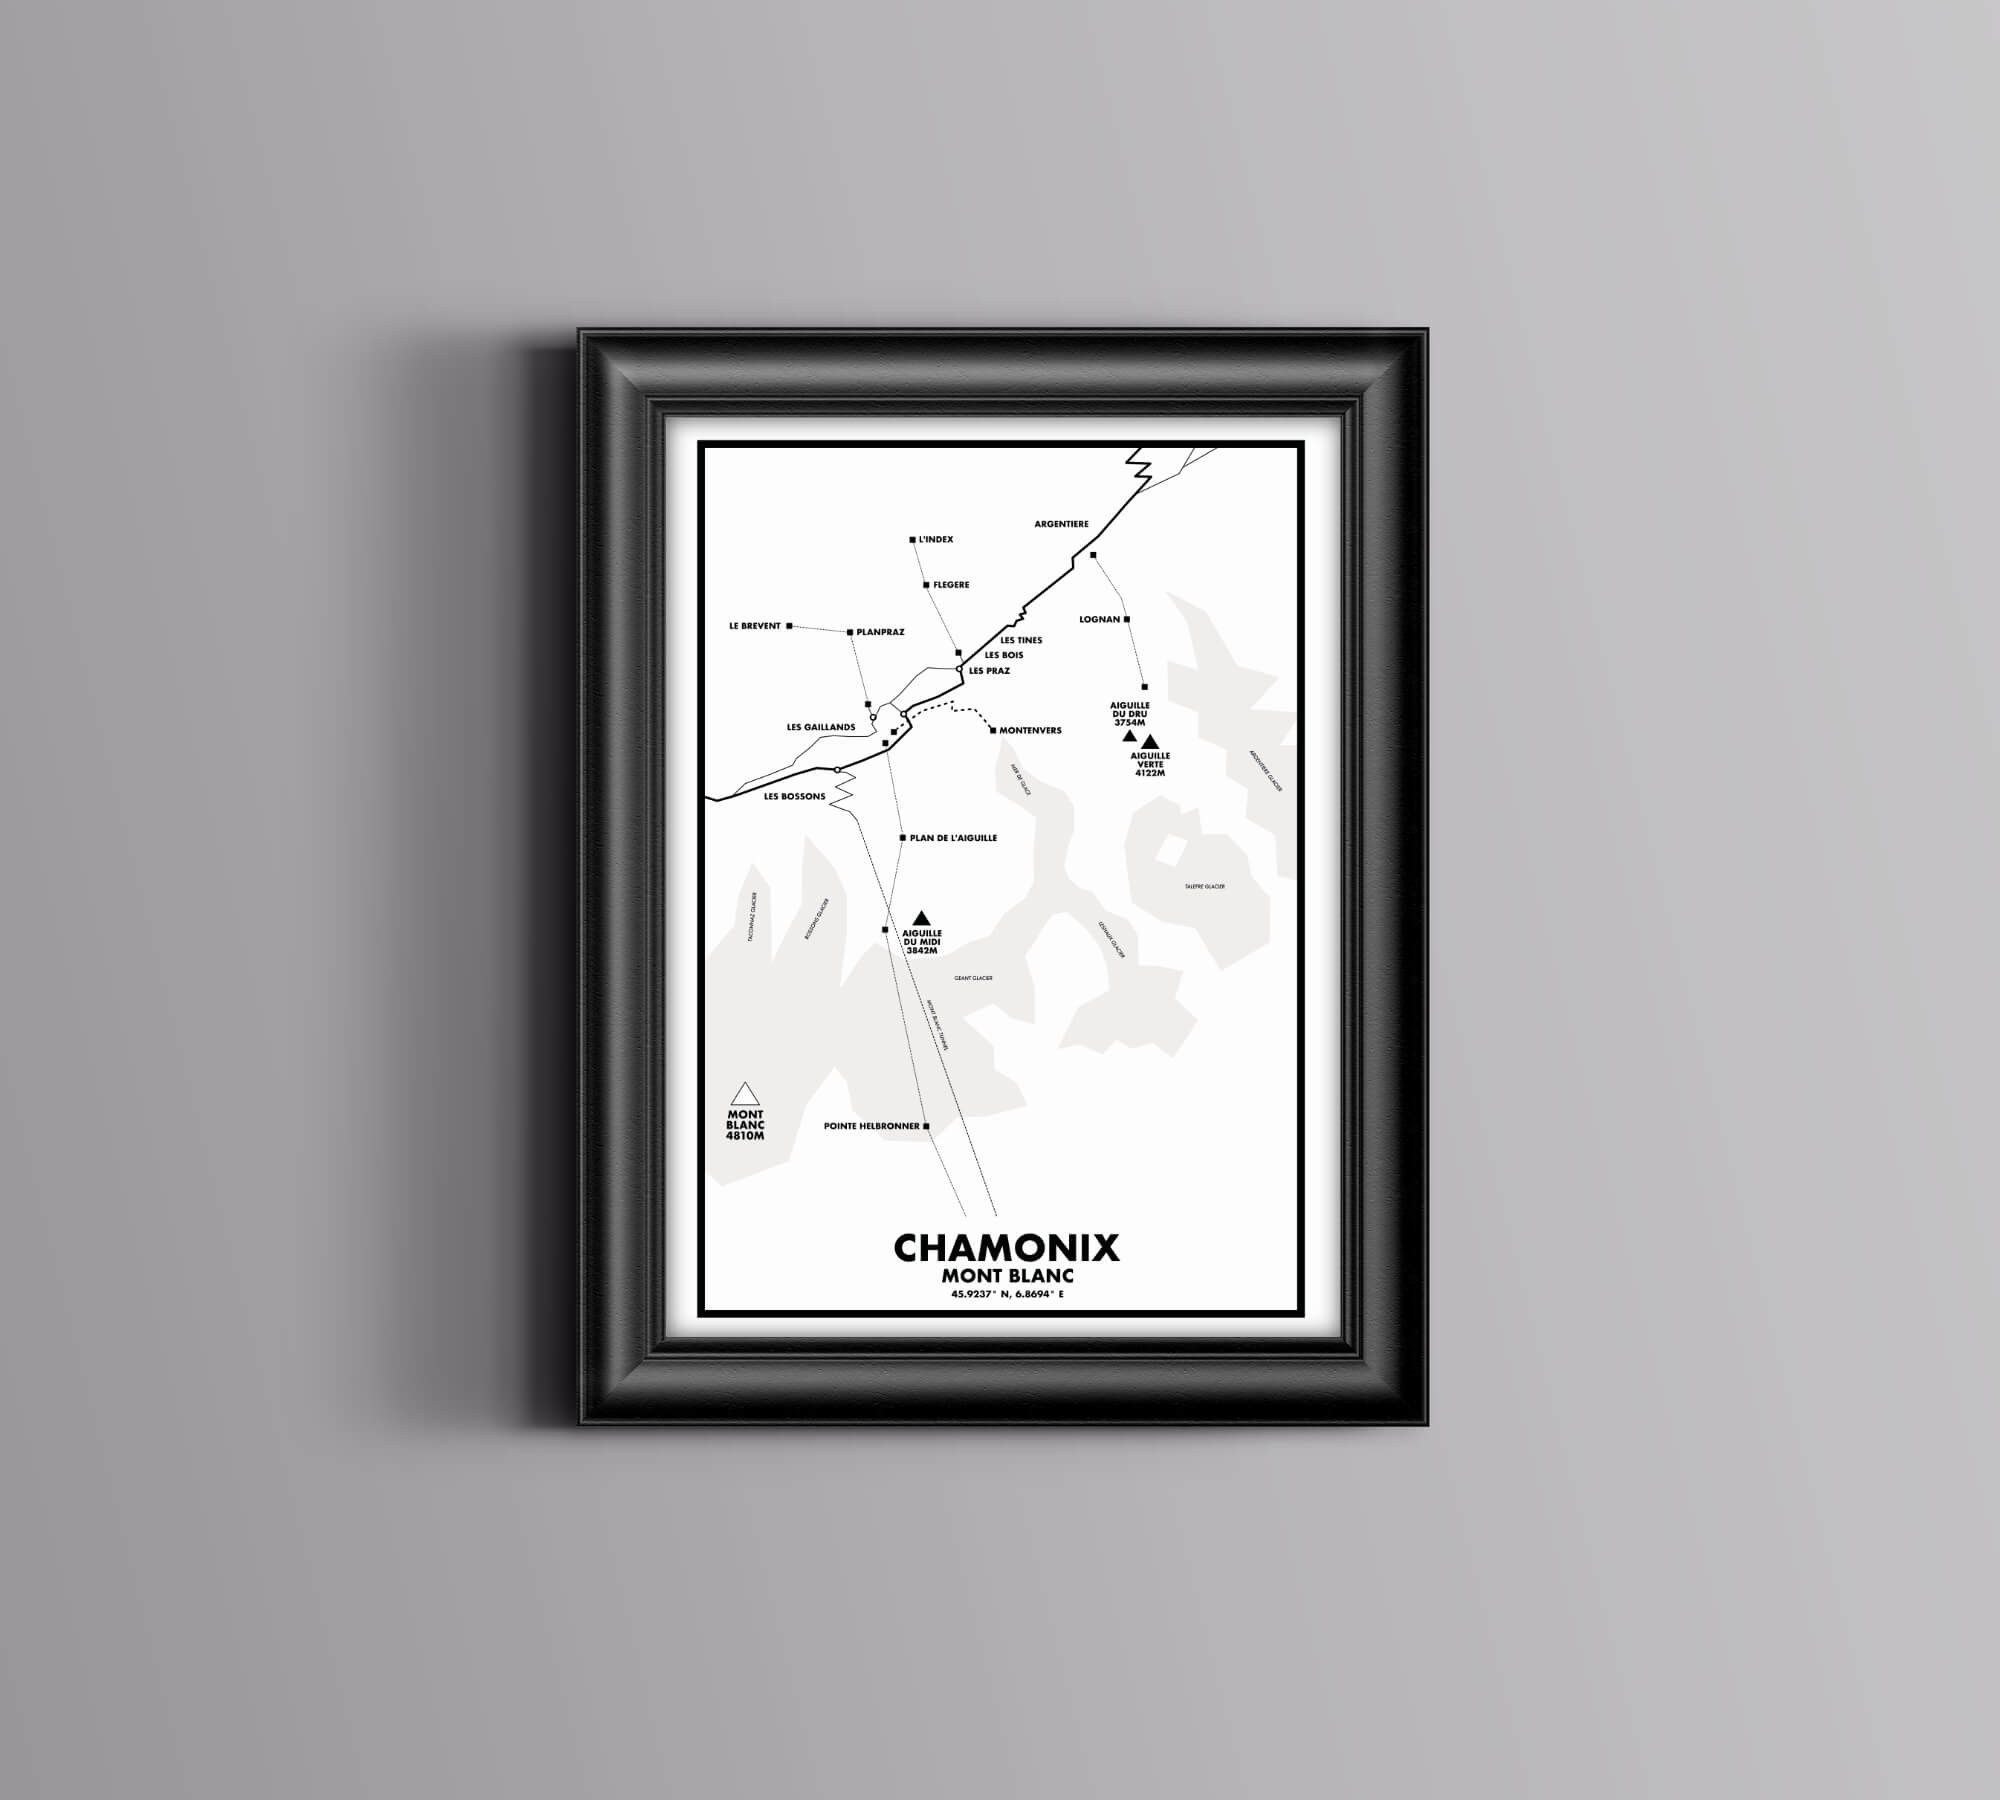 ARGENTIERE
L'INDEX
FLEGERE
LOGNAN
LE BREVENT
PLANPRAZ
LES TINES
LES BOIS
LES PRAZ
AIGUILLE
DU DRU
3754M
LES GAILLANDS
MONTENVERS
AIGUILLE
VERTE
4122M
ARGENTIERE GLACIER
MER DE GLACE
LES BOSSONS
PLAN DE L'AIGUILLE
TALEFRE GLACIER
TACONNAZ GLACIER
BOSSONS GLACIER
AIGUILLE
DU MIDI
3842M
LESHAUX GLACIER
GEANT GLACIER
MONT BLANC TUNNEL
MONT
BLANC
4810M
POINTE HELBRONNER
CHAMONIX
MONT BLANC
45.9237° N, 6.8694° E